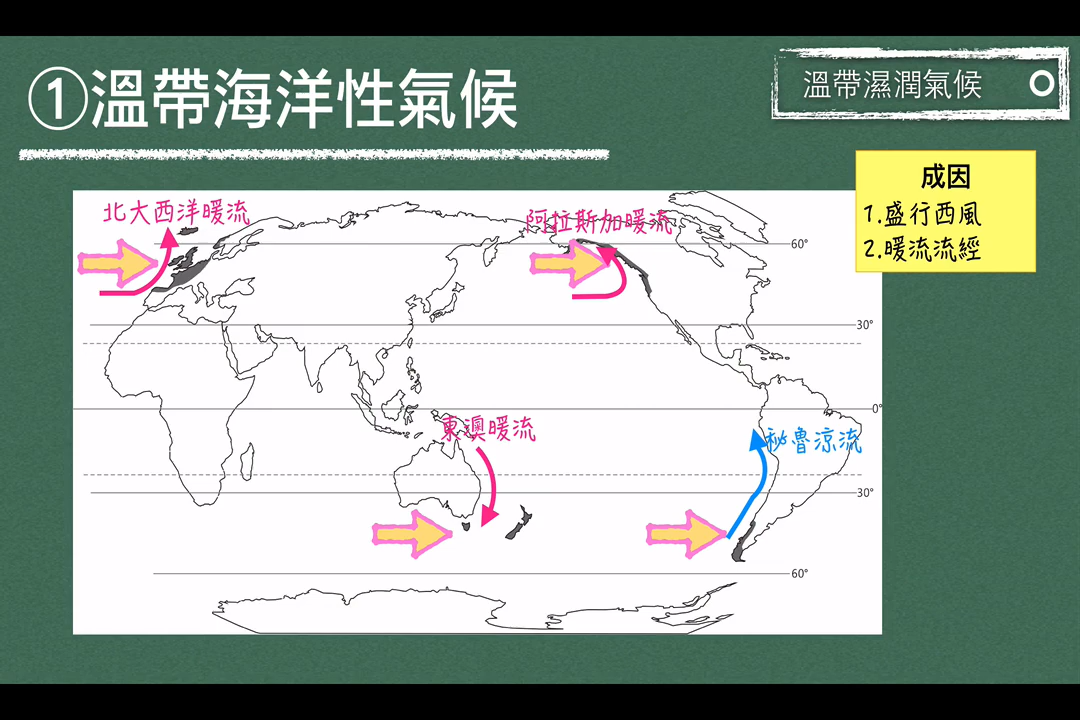 ①溫帶海洋性氣候
溫帶濕潤氣候
成因
1.盛行西風
2.暖流流經
北大西洋暖流
阿拉斯加暖流
60°
30°
0°
東澳暖流
秘魯涼流
30°
60°